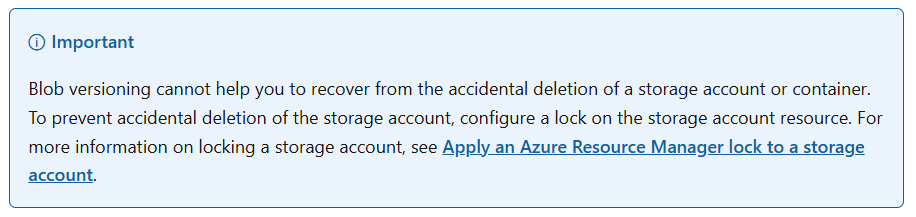 Important
Blob versioning cannot help you to recover from the accidental deletion of a storage account or container.
To prevent accidental deletion of the storage account, configure a lock on the storage account resource. For
more information on locking a storage account, see Apply an Azure Resource Manager lock to a storage
account.